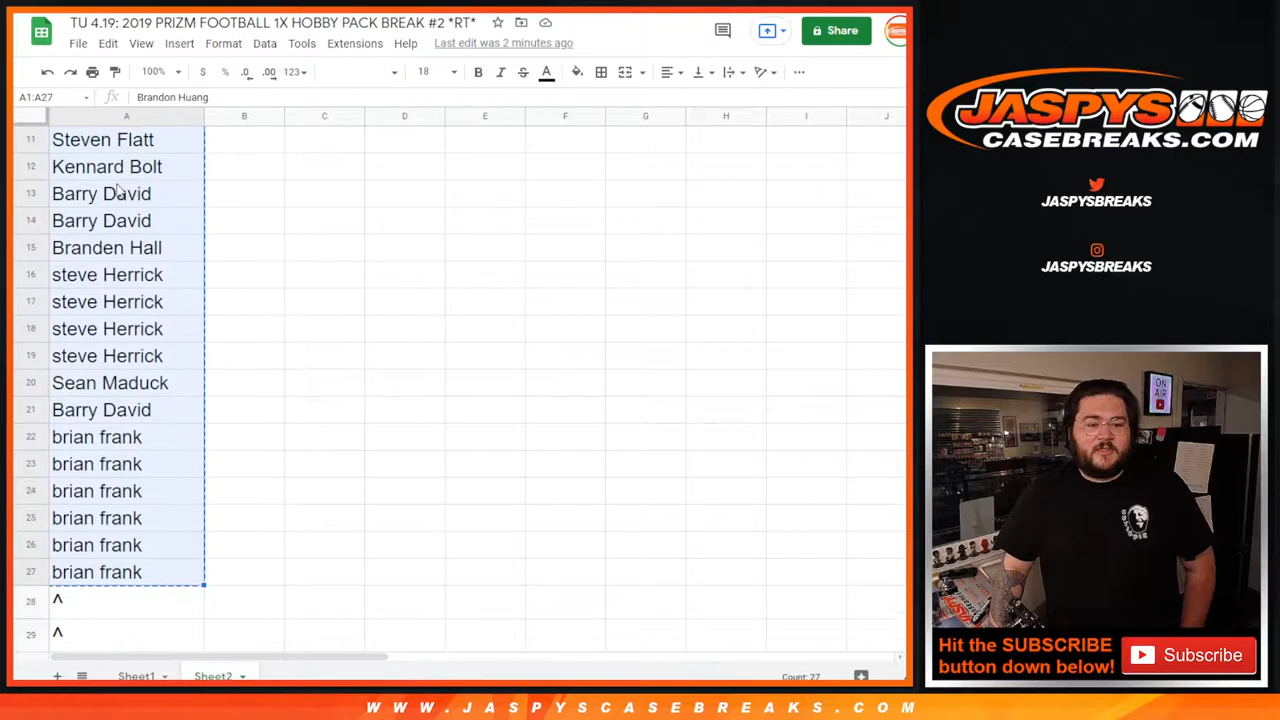 TU 4.19: 2019 PRIZM FOOTBALL 1X HOBBY PACK BREAK #2 *RT*
File Edit View Insert Format Data Tools Extensions Help Last edit was 2 minutes ago
Share
100% $ % .0 .00 123 18 B I S A
A1:A27 fx Brandon Huang
A B C D E F G H I J
11 Steven Flatt
12 Kennard Bolt
13 Barry David
14 Barry David
15 Branden Hall
16 steve Herrick
17 steve Herrick
18 steve Herrick
19 steve Herrick
20 Sean Maduck
21 Barry David
22 brian frank
23 brian frank
24 brian frank
25 brian frank
26 brian frank
27 brian frank
28 ^
29 ^
Sheet1 Sheet2 Count: 27
JASPYS
CASEBREAKS.COM
JASPYSBREAKS
JASPYSBREAKS
ON
AIR
Hit the SUBSCRIBE
button down below!
Subscribe
WWW.JASPYSCASEBREAKS.COM